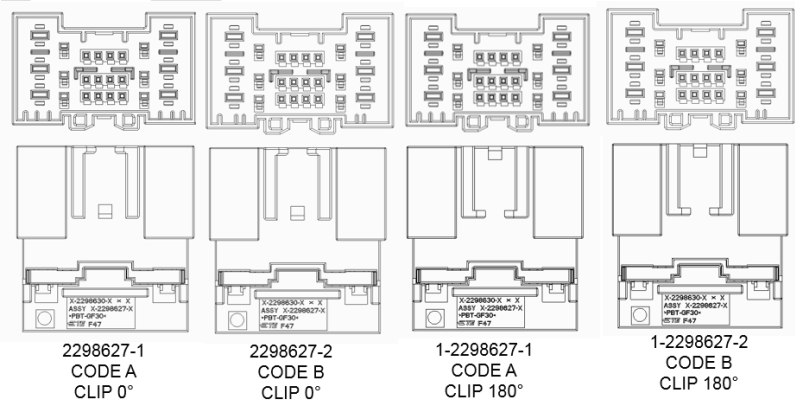 X-2298630-X × X
ASSY X-2298627-X
•PBT-GF30•
F47
X-2298630-X × X
ASSY X-2298627-X
•PBT-GF30•
F47
X-2298630-X × X
ASSY X-2298627-X
•PBT-GF30•
F47
X-2298630-X × X
ASSY X-2298627-X
•PBT-GF30•
F47
2298627-1
CODE A
CLIP 0°
2298627-2
CODE B
CLIP 0°
1-2298627-1
CODE A
CLIP 180°
1-2298627-2
CODE B
CLIP 180°